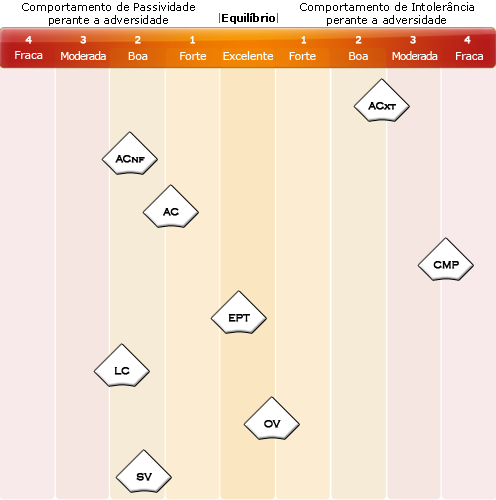 Comportamento de Passividade
perante a adversidade
|Equilíbrio|
Comportamento de Intolerância
perante a adversidade
4 3 2 1 1 2 3 4
Fraca Moderada Boa Forte Excelente Forte Boa Moderada Fraca
ACXT
ACNF
AC
CMP
EPT
LC
OV
SV